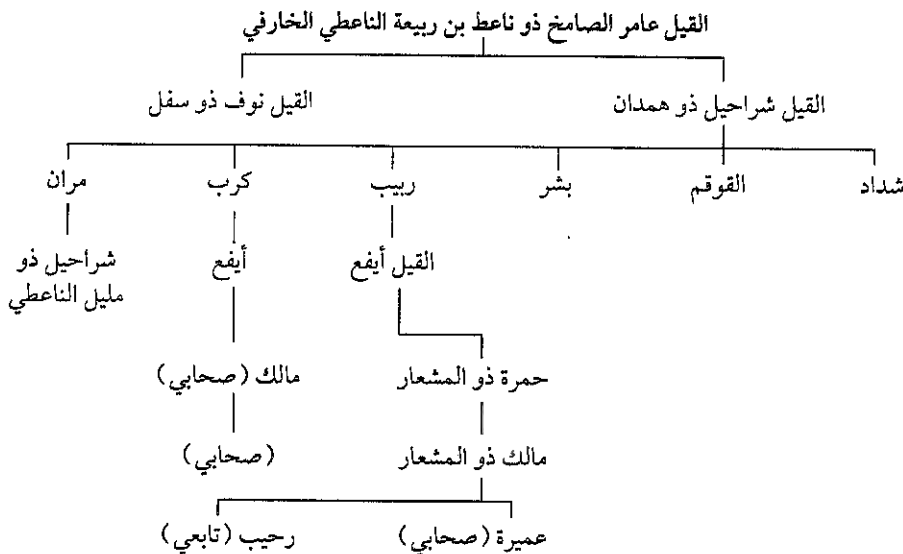 القيل عامر الصامخ ذو ناعط بن ربيعة الناعطي الخارفي
القيل شراحيل ذو همدان
القيل نوف ذو سفل
شداد
القوقم
بشر
ربيب
كرب
مران
القيل أيفع
أيفع
شراحيل ذو
مليل الناعطي
حمرة ذو المشعار
مالك (صحابي)
مالك ذو المشعار
(صحابي)
عميرة (صحابي)
رحيب (تابعي)